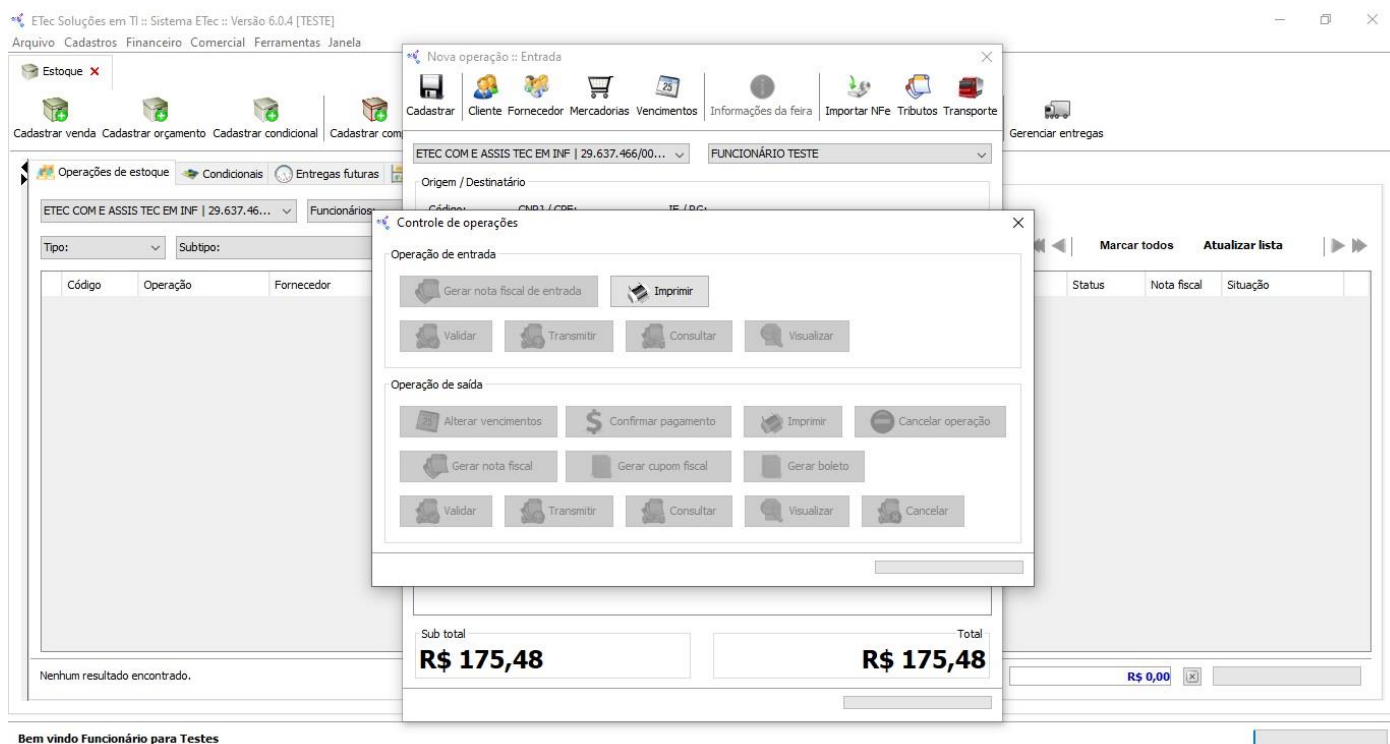 ETec Soluções em TI :: Sistema ETec :: Versão 6.0.4 [TESTE]
Arquivo Cadastros Financeiro Comercial Ferramentas Janela
Estoque
Cadastrar venda Cadastrar orçamento Cadastrar condicional Cadastrar com
Gerenciar entregas
Operações de estoque Condicionais Entregas futuras
ETEC COM E ASSIS TEC EM INF | 29.637.46... Funcionários:
Tipo: Subtipo:
Marcar todos Atualizar lista
Código Operação Fornecedor Status Nota fiscal Situação
Nova operação :: Entrada
Cadastrar Cliente Fornecedor Mercadorias Vencimentos Informações da feira Importar NFe Tributos Transporte
ETEC COM E ASSIS TEC EM INF | 29.637.466/00... FUNCIONÁRIO TESTE
Origem / Destinatário
Código: CNPJ / CPF: IE / RG:
Controle de operações
Operação de entrada
Gerar nota fiscal de entrada Imprimir
Validar Transmitir Consultar Visualizar
Operação de saída
Alterar vencimentos Confirmar pagamento Imprimir Cancelar operação
Gerar nota fiscal Gerar cupom fiscal Gerar boleto
Validar Transmitir Consultar Visualizar Cancelar
Sub total Total
R$ 175,48 R$ 175,48
Nenhum resultado encontrado.
R$ 0,00
Bem vindo Funcionário para Testes